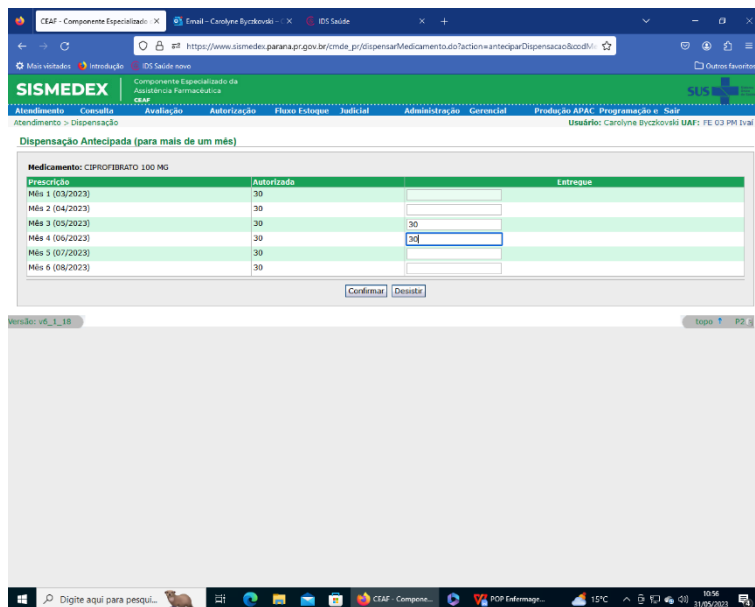 CEAF - Componente Especializado
Email – Carolyne Byczkovski – 
IDS Saúde
https://www.sismedex.parana.pr.gov.br/cmde_pr/dispensarMedicamento.do?action=anteciparDispensacao&codMe
Mais visitados Introdução IDS Saúde novo Outros favoritos
SISMEDEX
Componente Especializado da
Assistência Farmacêutica
CEAF
SUS
Atendimento Consulta Avaliação Autorização Fluxo Estoque Judicial Administração Gerencial Produção APAC Programação e Sair
Atendimento > Dispensação Usuário: Carolyne Byczkovski UAF: FE 03 PM Ivaí
Dispensação Antecipada (para mais de um mês)
Medicamento: CIPROFIBRATO 100 MG
Prescrição Autorizado Entregue
Mês 1 (03/2023) 30
Mês 2 (04/2023) 30
Mês 3 (05/2023) 30 30
Mês 4 (06/2023) 30 30
Mês 5 (07/2023) 30
Mês 6 (08/2023) 30
Confirmar Desistir
Versão: v6_1_18 topo
Digite aqui para pesqui... CEAF - Compone... POP Enfermage... 15°C 10:56
31/05/2023